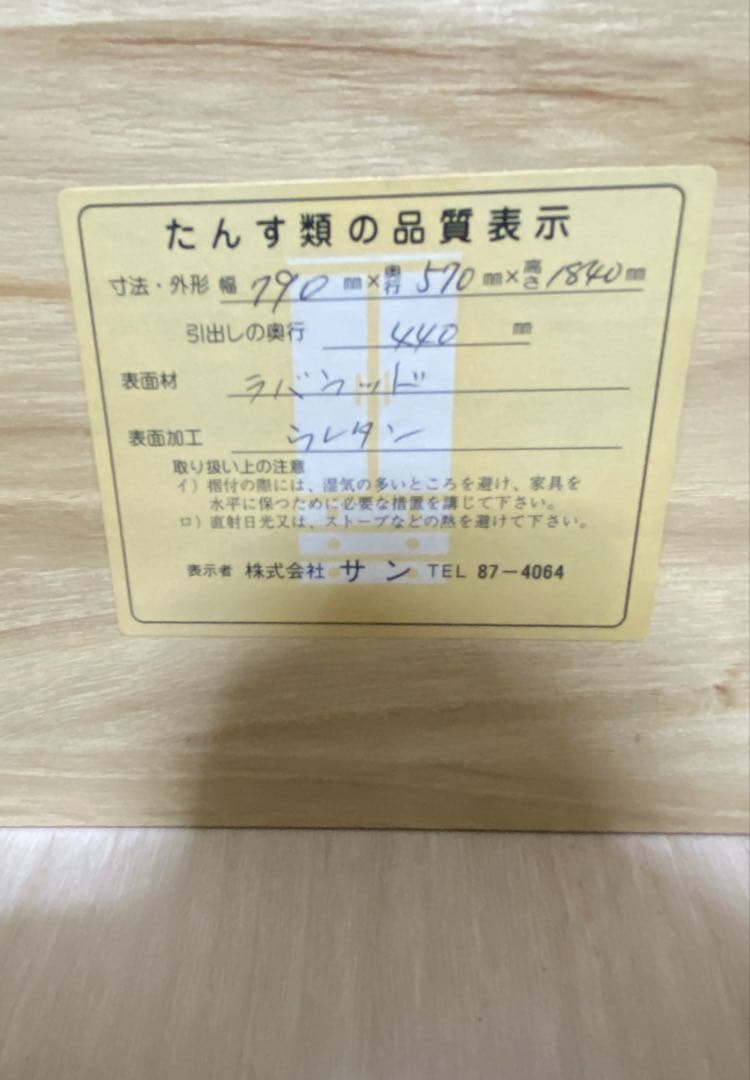 たんす類の品質表示
寸法・外形 幅 790 mm×奥行 570 mm×高さ 1840 mm
引出しの奥行 440 mm
表面材 ラバウッド
表面加工 ウレタン
取り扱い上の注意
イ）据付の際には、湿気の多いところを避け、家具を
水平に保つために必要な措置を講じて下さい。
ロ）直射日光又は、ストーブなどの熱を避けて下さい。
表示者 株式会社 サン TEL 87-4064